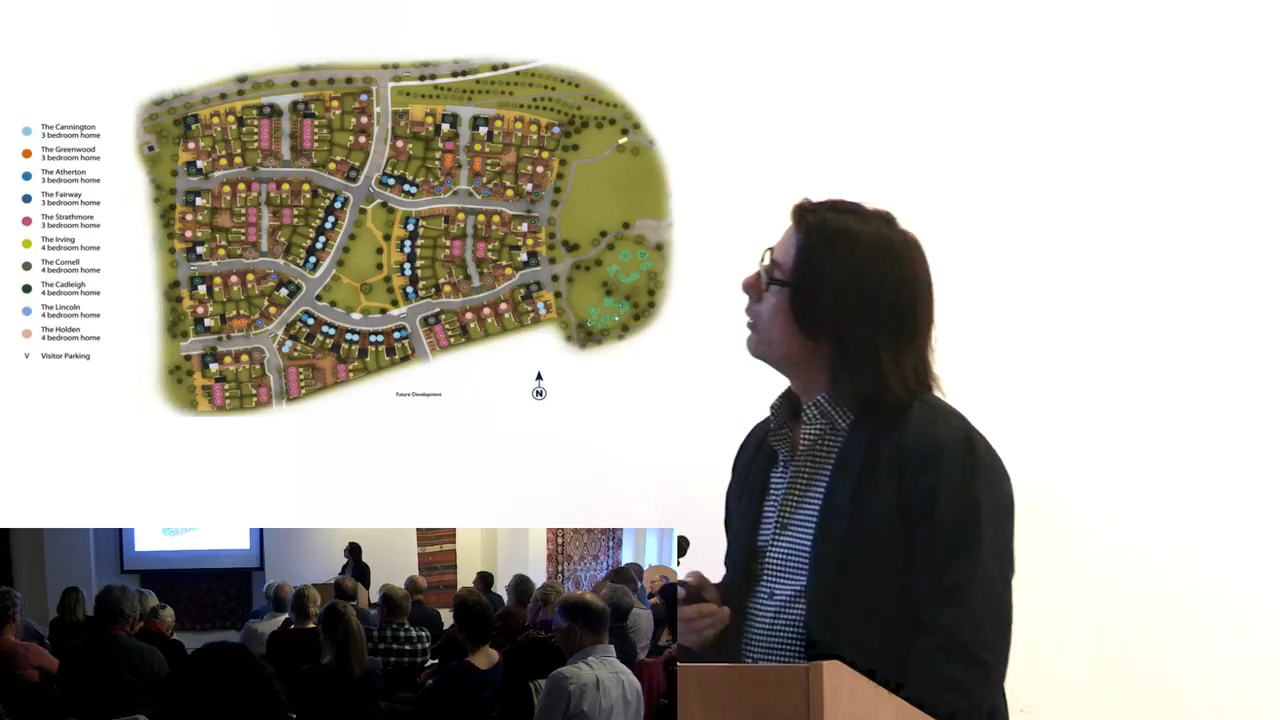 The Cannington
3 bedroom home
The Greenwood
3 bedroom home
The Atherton
3 bedroom home
The Fairway
3 bedroom home
The Strathmore
3 bedroom home
The Irving
4 bedroom home
The Cornell
4 bedroom home
The Cadleigh
4 bedroom home
The Lincoln
4 bedroom home
The Holden
4 bedroom home
V Visitor Parking
Future Development
N